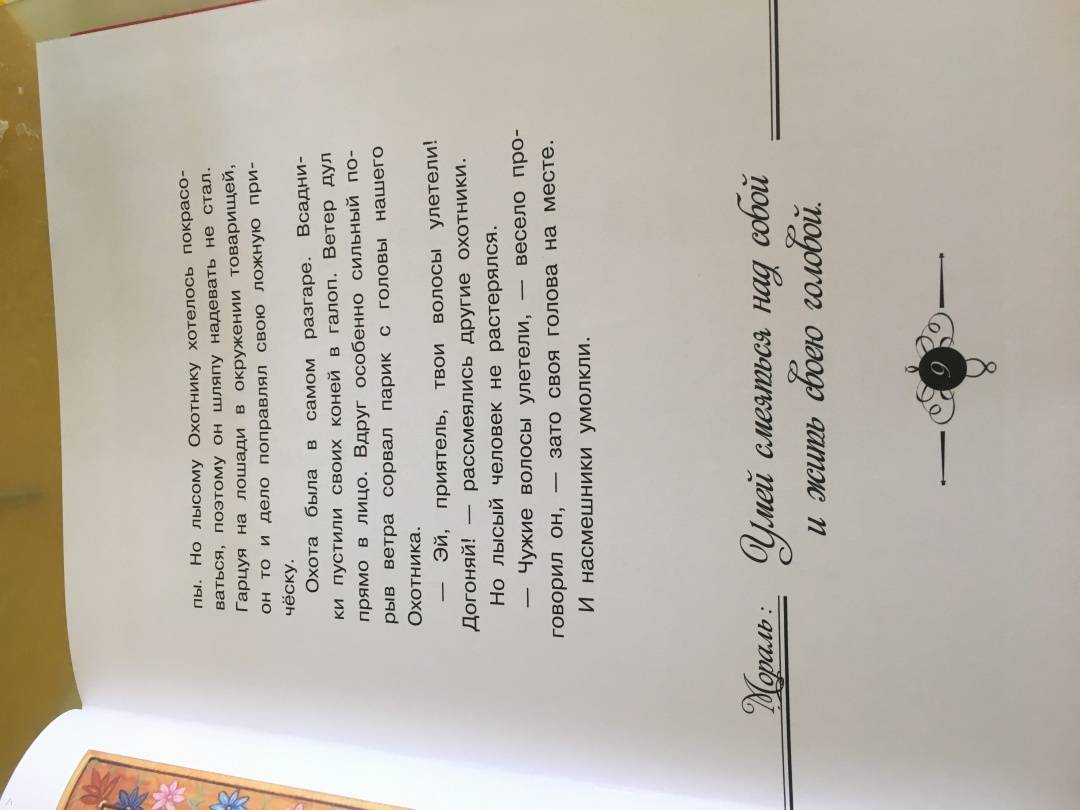 пы. Но лысому Охотнику хотелось покрасо-
ваться, поэтому он шляпу надевать не стал.
Гарцуя на лошади в окружении товарищей,
он то и дело поправлял свою ложную при-
чёску.
Охота была в самом разгаре. Всадни-
ки пустили своих коней в галоп. Ветер дул
прямо в лицо. Вдруг особенно сильный по-
рыв ветра сорвал парик с головы нашего
Охотника.
— Эй, приятель, твои волосы улетели!
Догоняй! — рассмеялись другие охотники.
Но лысый человек не растерялся.
— Чужие волосы улетели, — весело про-
говорил он, — зато своя голова на месте.
И насмешники умолкли.
Мораль: Умей смеяться над собой
и жить своею головой.
9